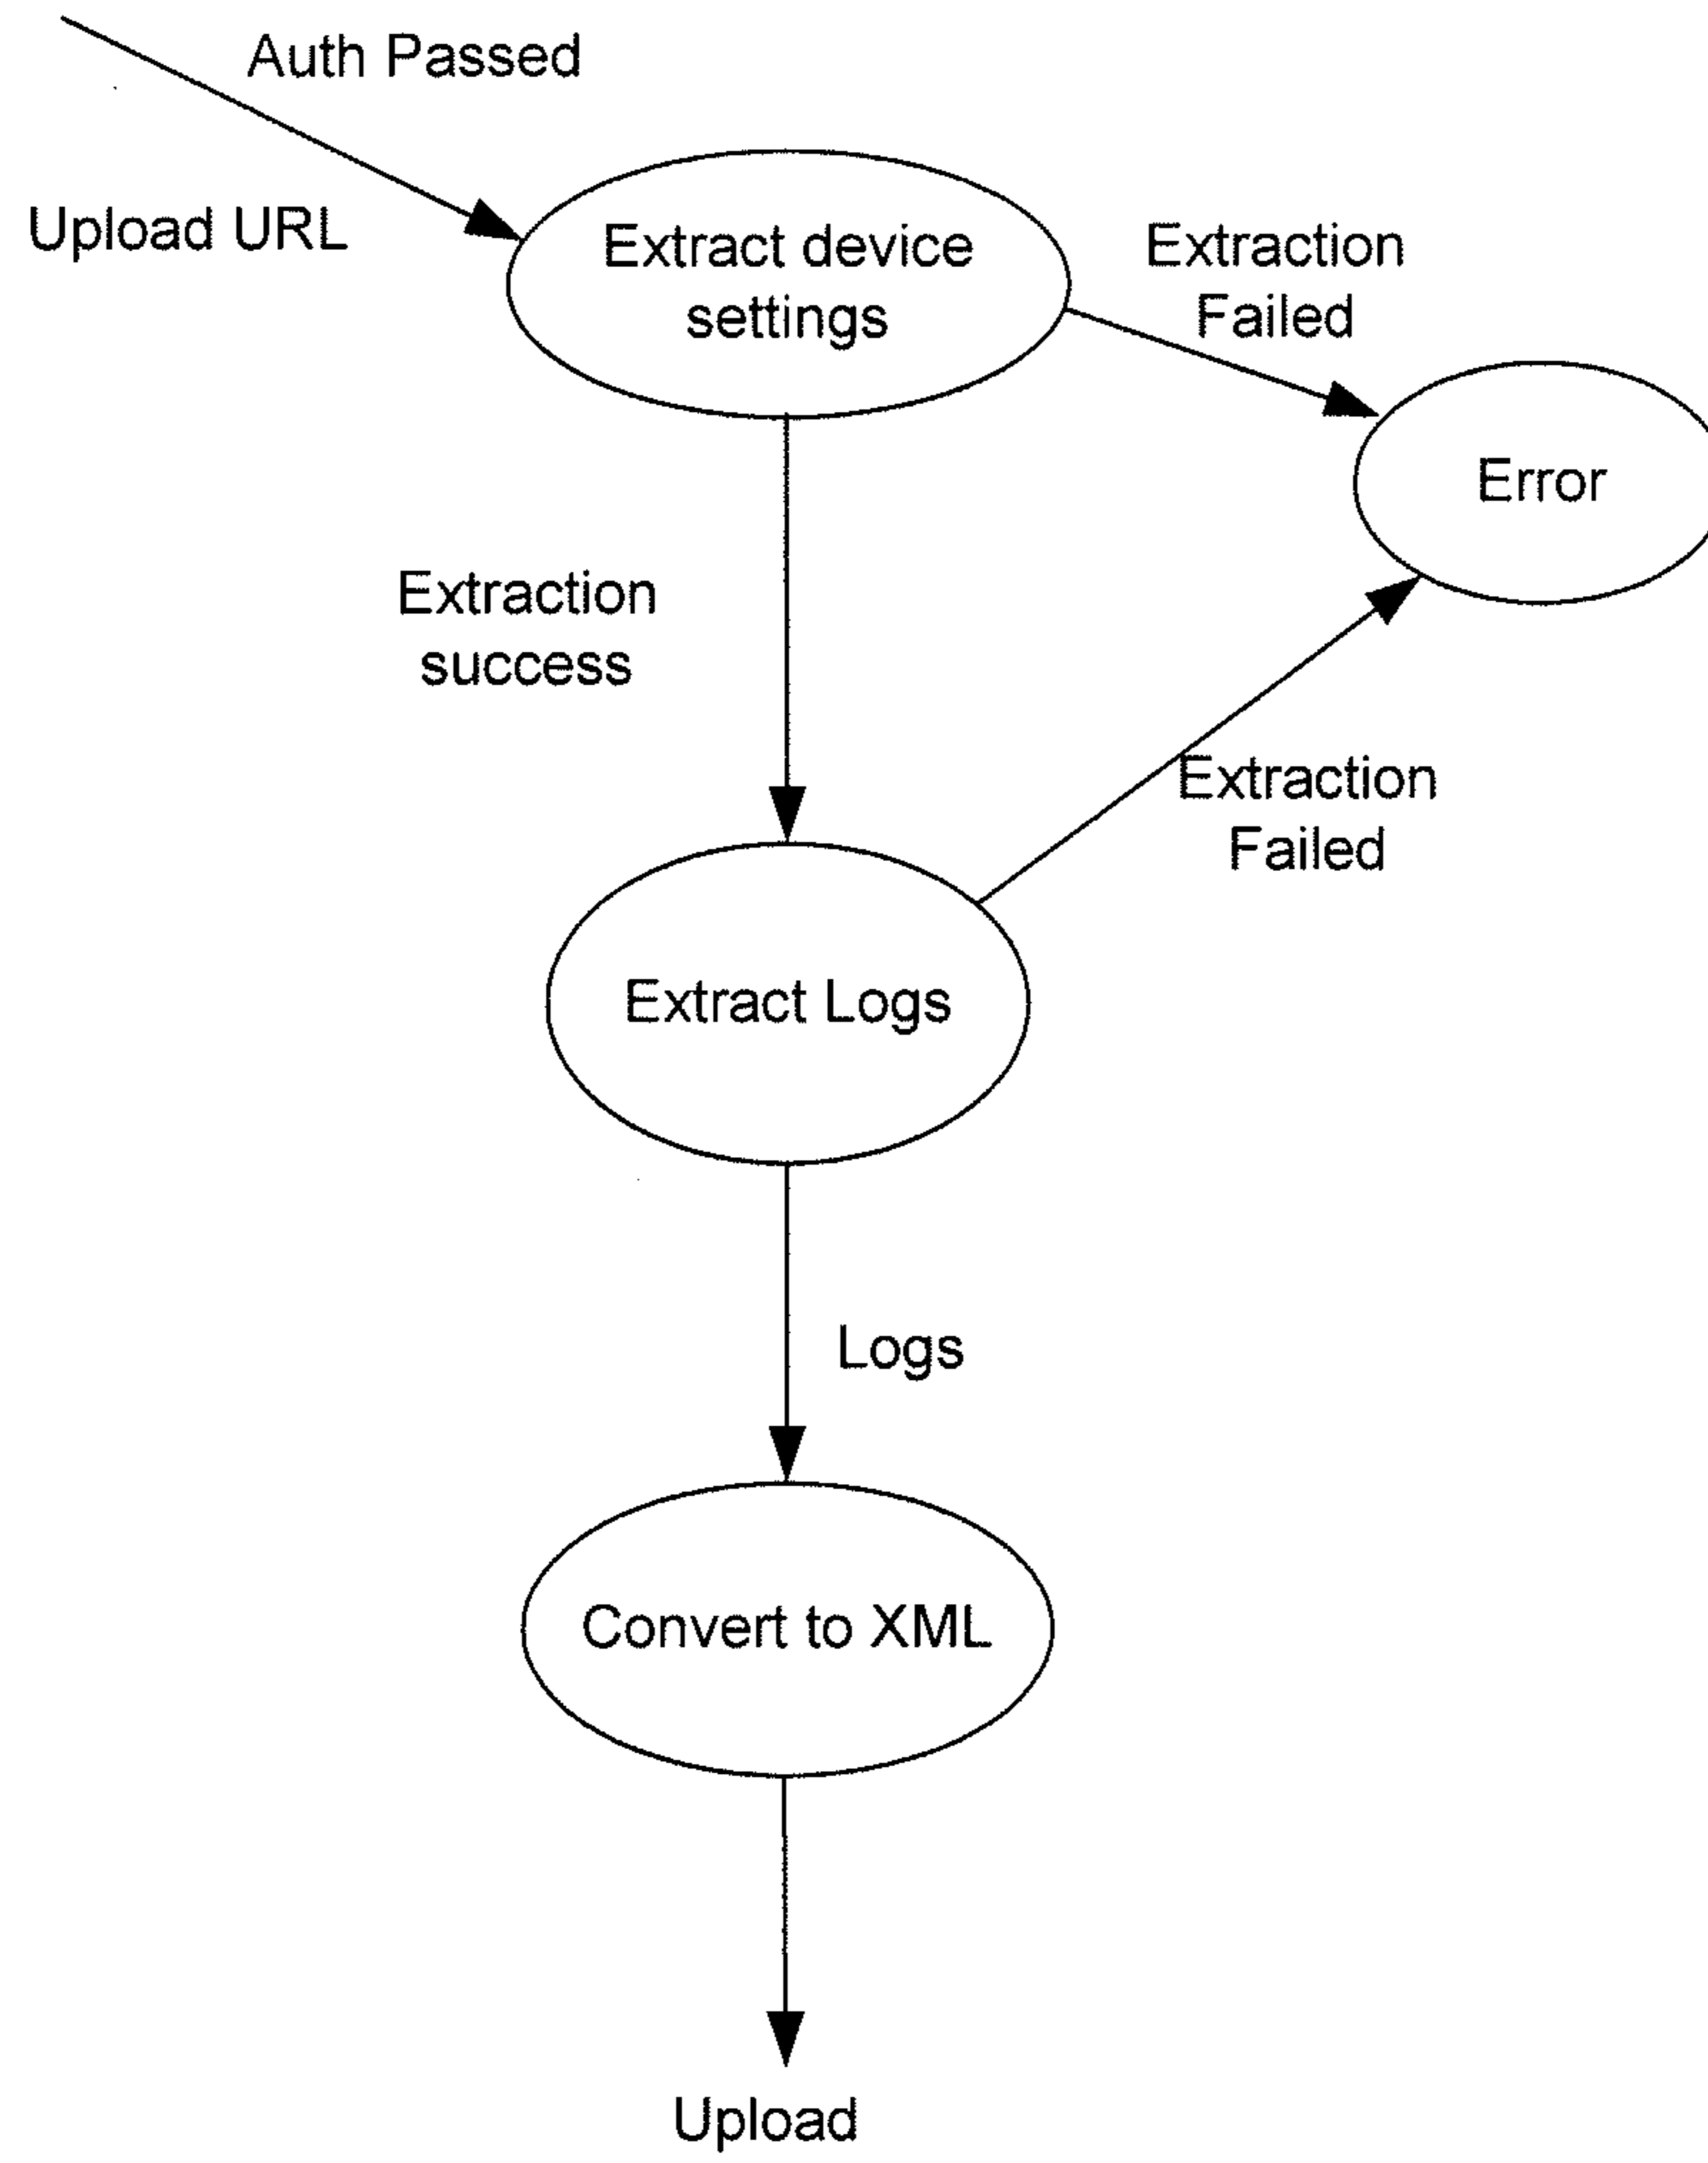 Auth Passed
Upload URL
Extract device
settings
Extraction
Failed
Error
Extraction
success
Extraction
Failed
Extract Logs
Logs
Convert to XML
Upload